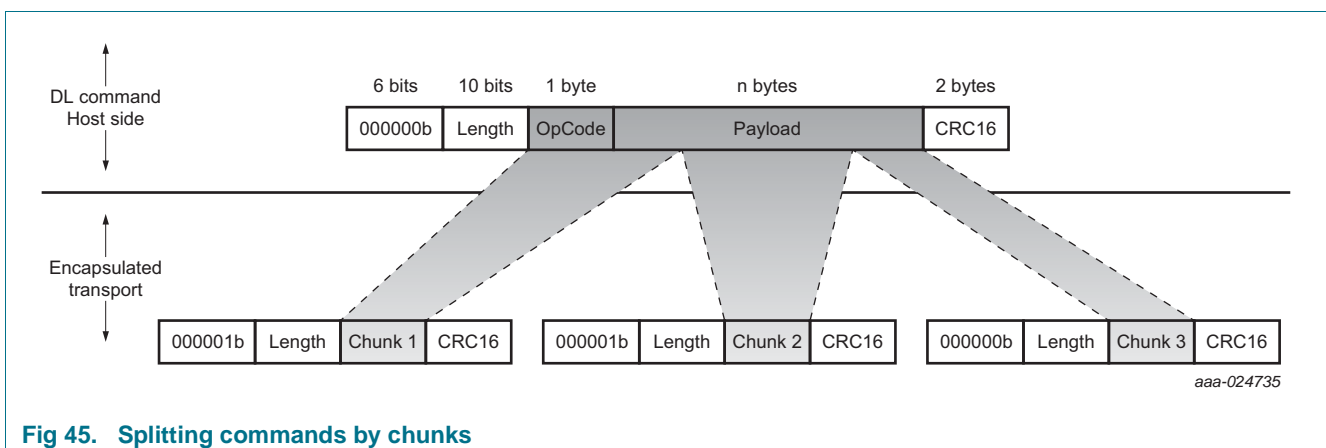 6 bits 10 bits 1 byte n bytes 2 bytes
DL command
Host side
000000b Length OpCode Payload CRC16
Encapsulated
transport
000001b Length Chunk 1 CRC16 000001b Length Chunk 2 CRC16 000000b Length Chunk 3 CRC16
aaa-024735
Fig 45. Splitting commands by chunks